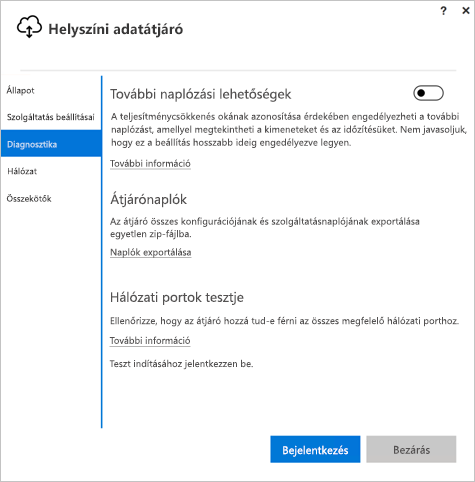 ? ×
Helyszíni adatátjáró
Állapot
Szolgáltatás beállításai
Diagnosztika
Hálózat
Összekötők
További naplózási lehetőségek
A teljesítménycsökkenés okának azonosítása érdekében engedélyezheti a további
naplózást, amellyel megtekintheti a kimeneteket és az időzítésüket. Nem javasoljuk,
hogy ez a beállítás hosszabb ideig engedélyezve legyen.
További információ
Átjárónaplók
Az átjáró összes konfigurációjának és szolgáltatásnaplójának exportálása
egyetlen zip-fájlba.
Naplók exportálása
Hálózati portok tesztje
Ellenőrizze, hogy az átjáró hozzá tud-e férni az összes megfelelő hálózati porthoz.
További információ
Teszt indításához jelentkezzen be.
Bejelentkezés
Bezárás